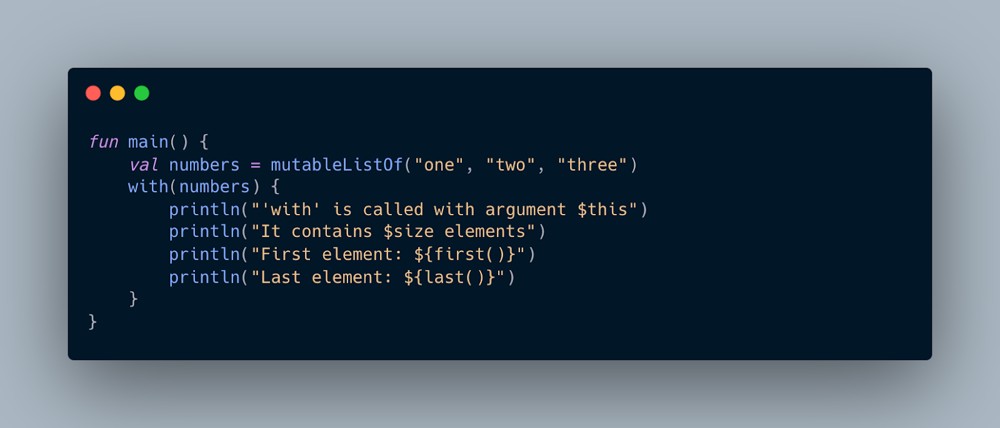 fun main() {
    val numbers = mutableListOf("one", "two", "three")
    with(numbers) {
        println("'with' is called with argument $this")
        println("It contains $size elements")
        println("First element: ${first()}")
        println("Last element: ${last()}")
    }
}